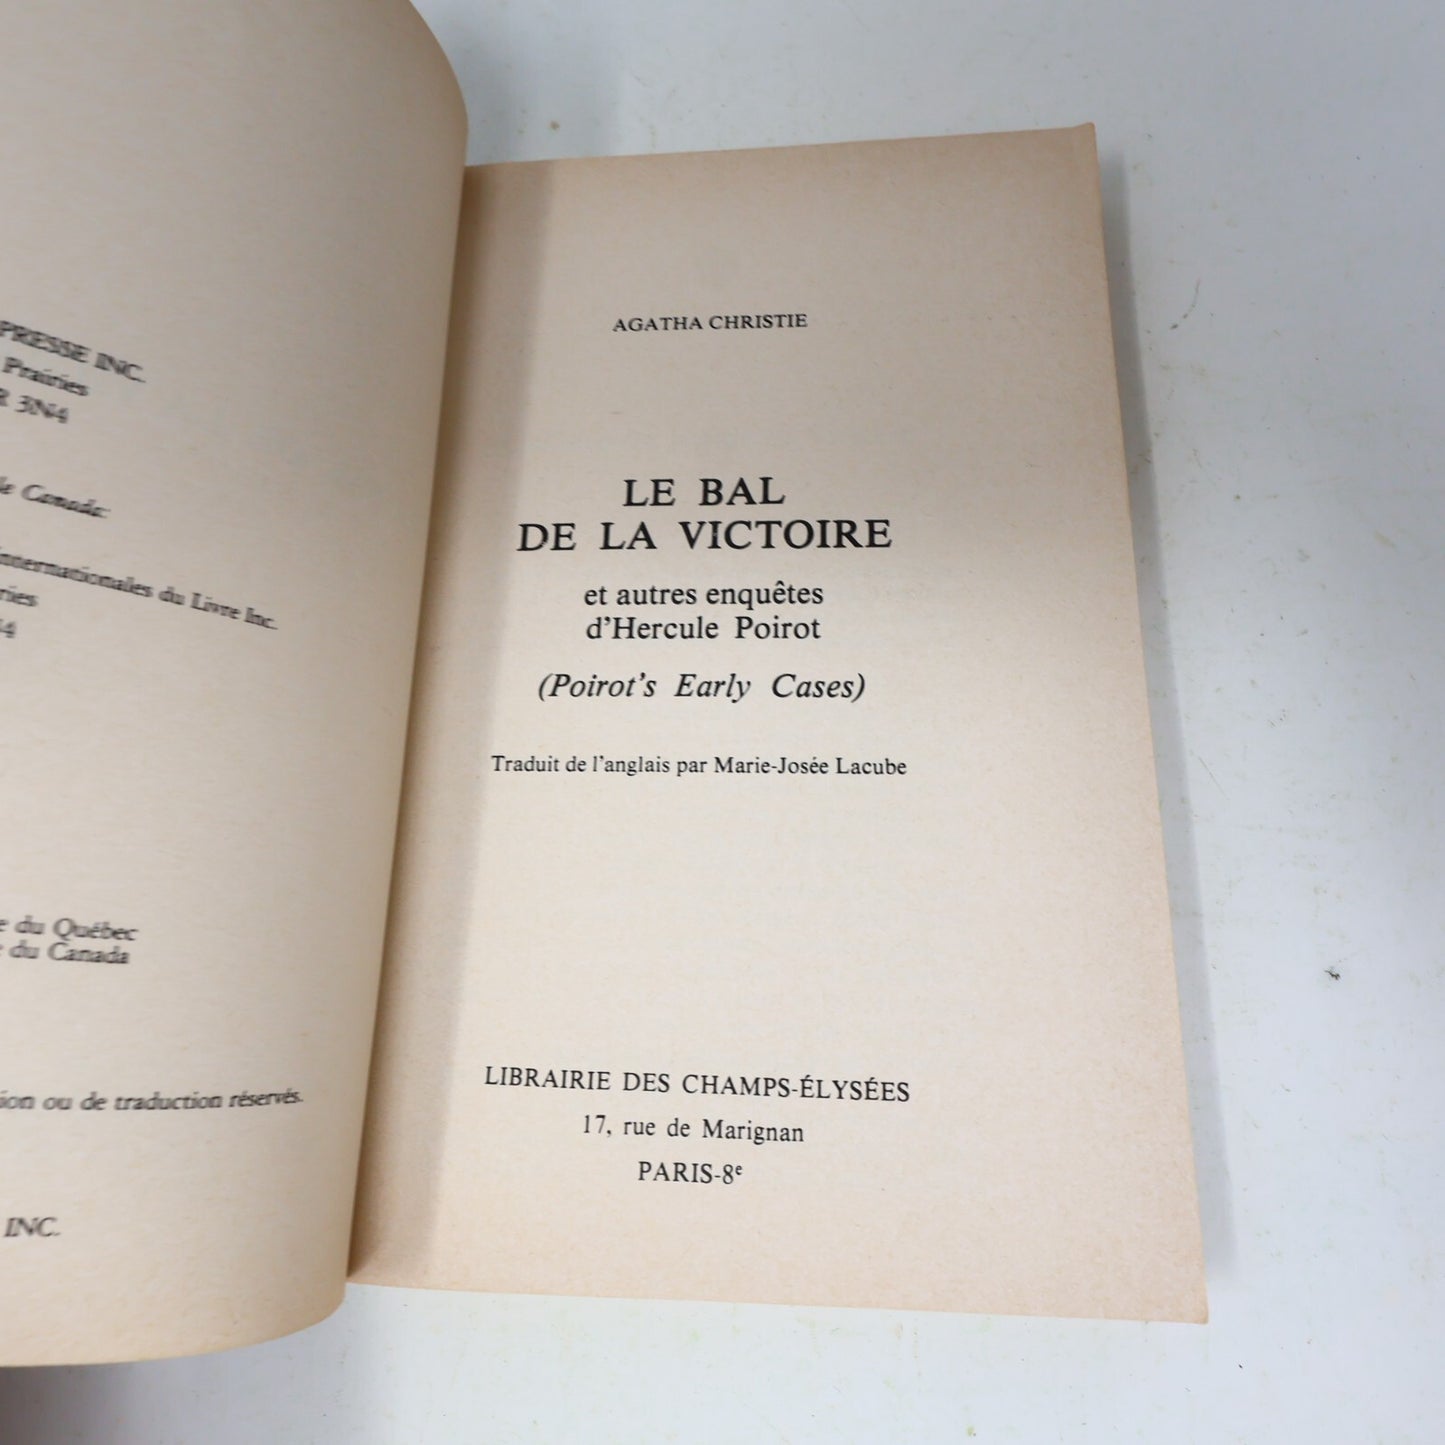 PRESSE INC.
Prairies
3N4
Canada:
internationales du Livre Inc.
du Québec
du Canada
ou de traduction réservés.
INC.
AGATHA CHRISTIE
LE BAL
DE LA VICTOIRE
et autres enquêtes
d'Hercule Poirot
(Poirot's Early Cases)
Traduit de l'anglais par Marie-Josée Lacube
LIBRAIRIE DES CHAMPS-ÉLYSÉES
17, rue de Marignan
PARIS-8e